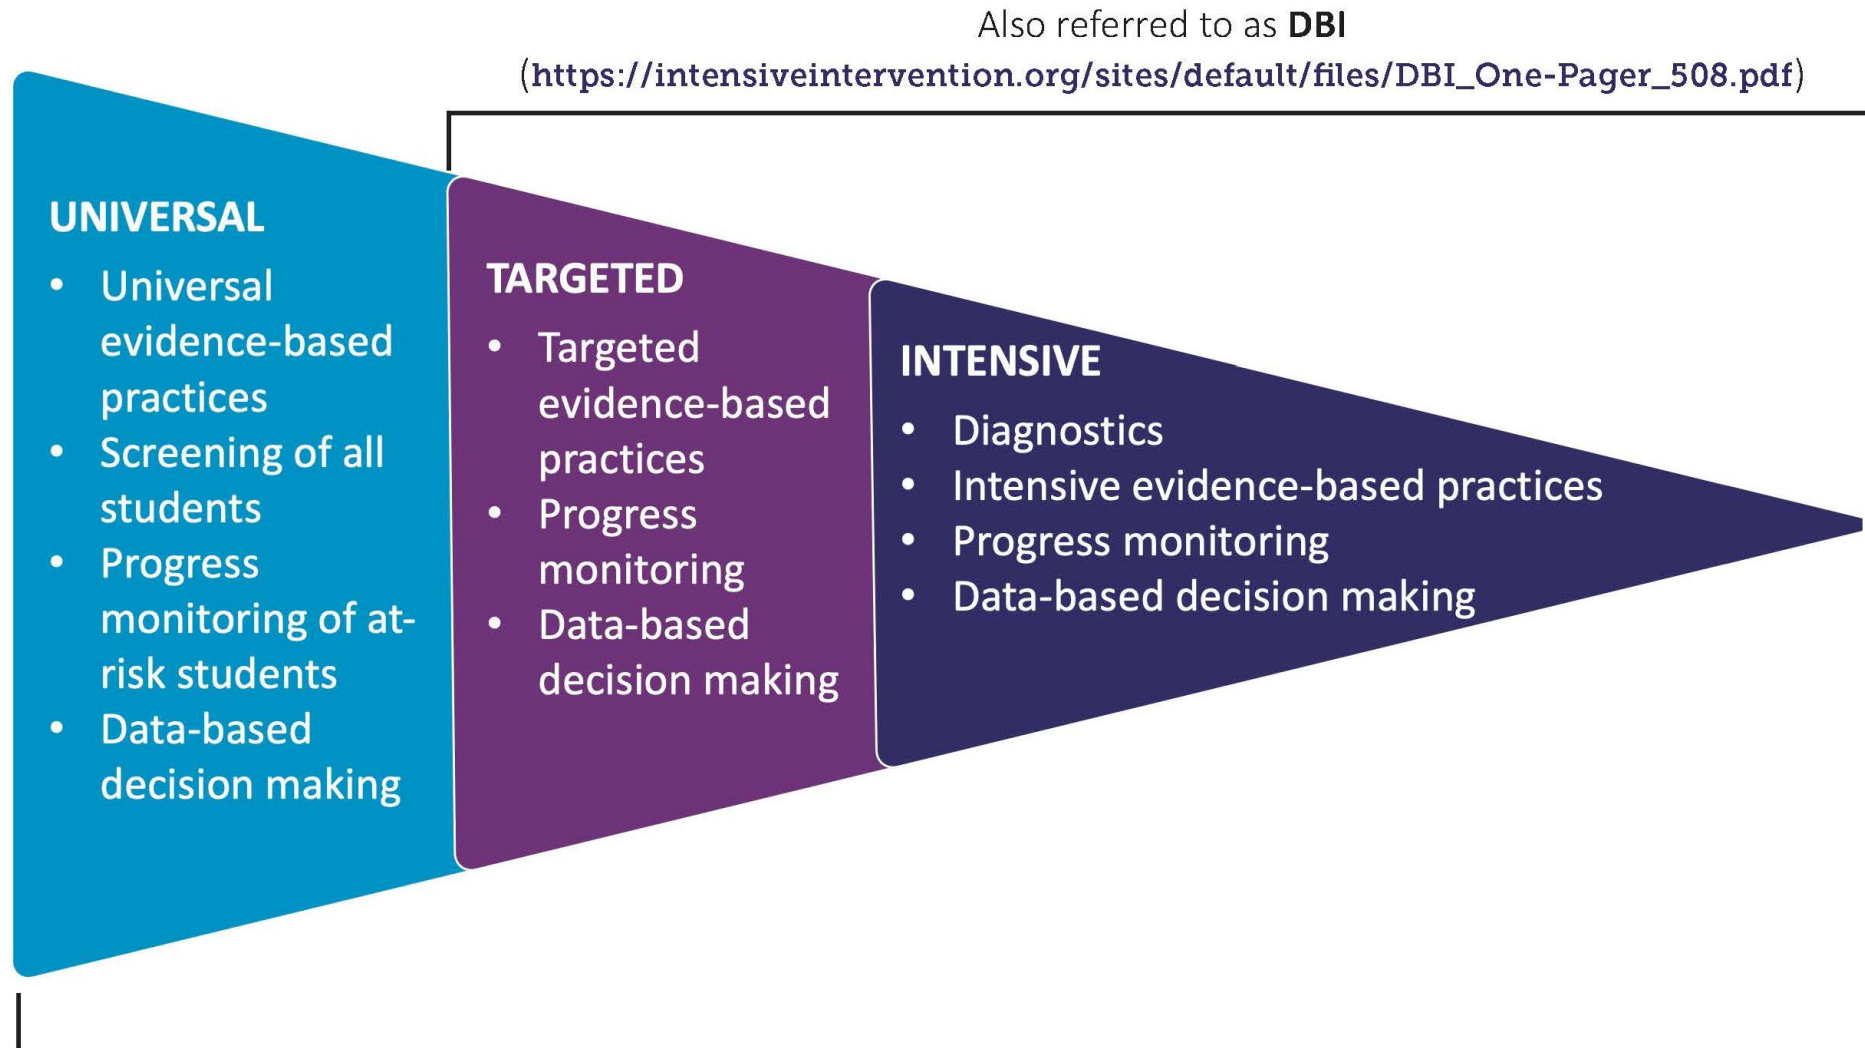 Also referred to as DBI
(https://intensiveintervention.org/sites/default/files/DBI_One-Pager_508.pdf)
UNIVERSAL
• Universal
evidence-based
practices
• Screening of all
students
• Progress
monitoring of at-
risk students
• Data-based
decision making
TARGETED
• Targeted
evidence-based
practices
• Progress
monitoring
• Data-based
decision making
INTENSIVE
• Diagnostics
• Intensive evidence-based practices
• Progress monitoring
• Data-based decision making